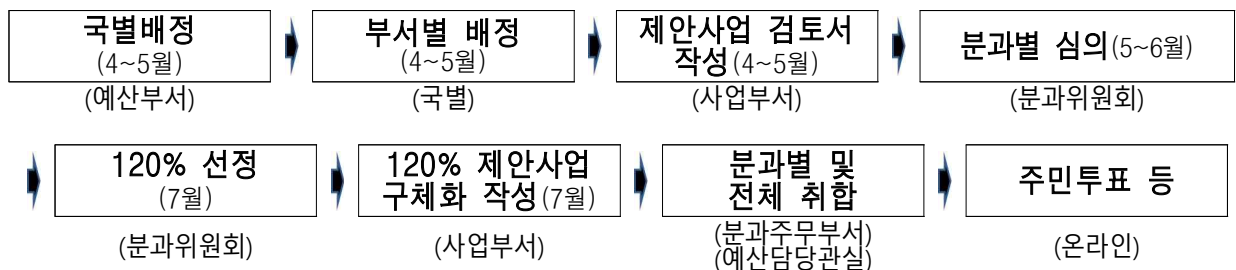 국별배정
(4~5월)
(예산부서)
부서별 배정
(4~5월)
(국별)
제안사업 검토서
작성(4~5월)
(사업부서)
분과별 심의(5~6월)
(분과위원회)
120% 선정
(7월)
(분과위원회)
120% 제안사업
구체화 작성(7월)
(사업부서)
분과별 및
전체 취합
(분과주무부서)
(예산담당관실)
주민투표 등
(온라인)